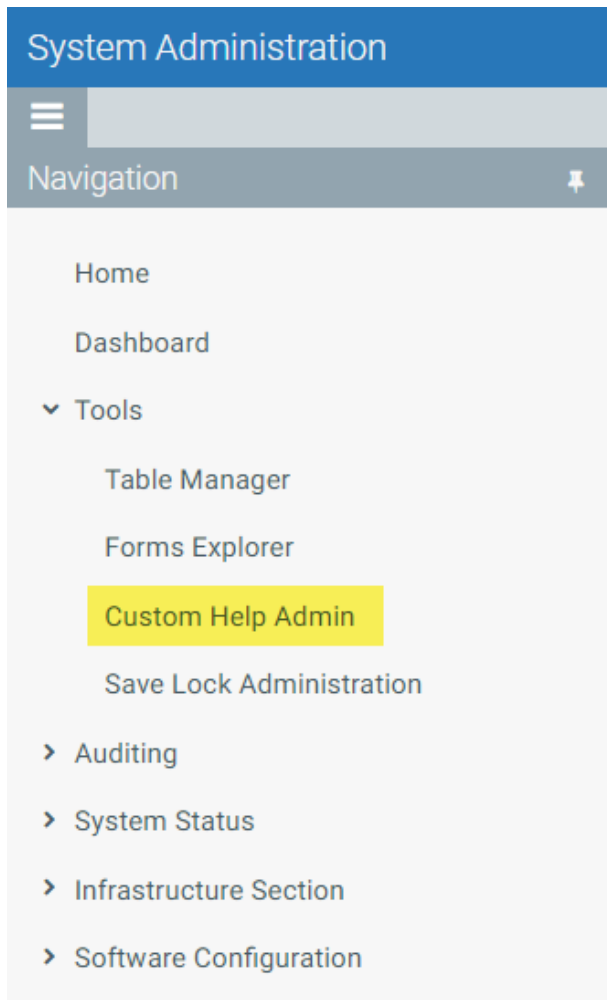 System Administration
Navigation
Home
Dashboard
Tools
Table Manager
Forms Explorer
Custom Help Admin
Save Lock Administration
Auditing
System Status
Infrastructure Section
Software Configuration